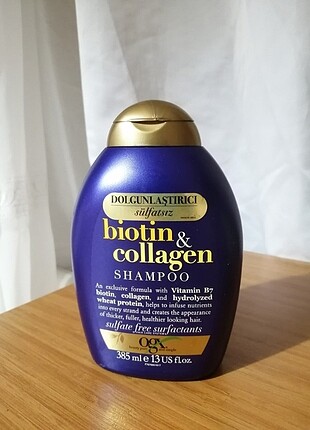 DOLGUNLAŞTIRICI
sülfatsız
biotin &
collagen
SHAMPOO
An exclusive formula with Vitamin B7
biotin, collagen, and hydrolyzed
wheat protein, helps to infuse nutrients
into every strand and creates the appearance
of thicker, fuller, healthier looking hair.
sulfate free surfactants
ogx
385 ml e 13 US fl oz.